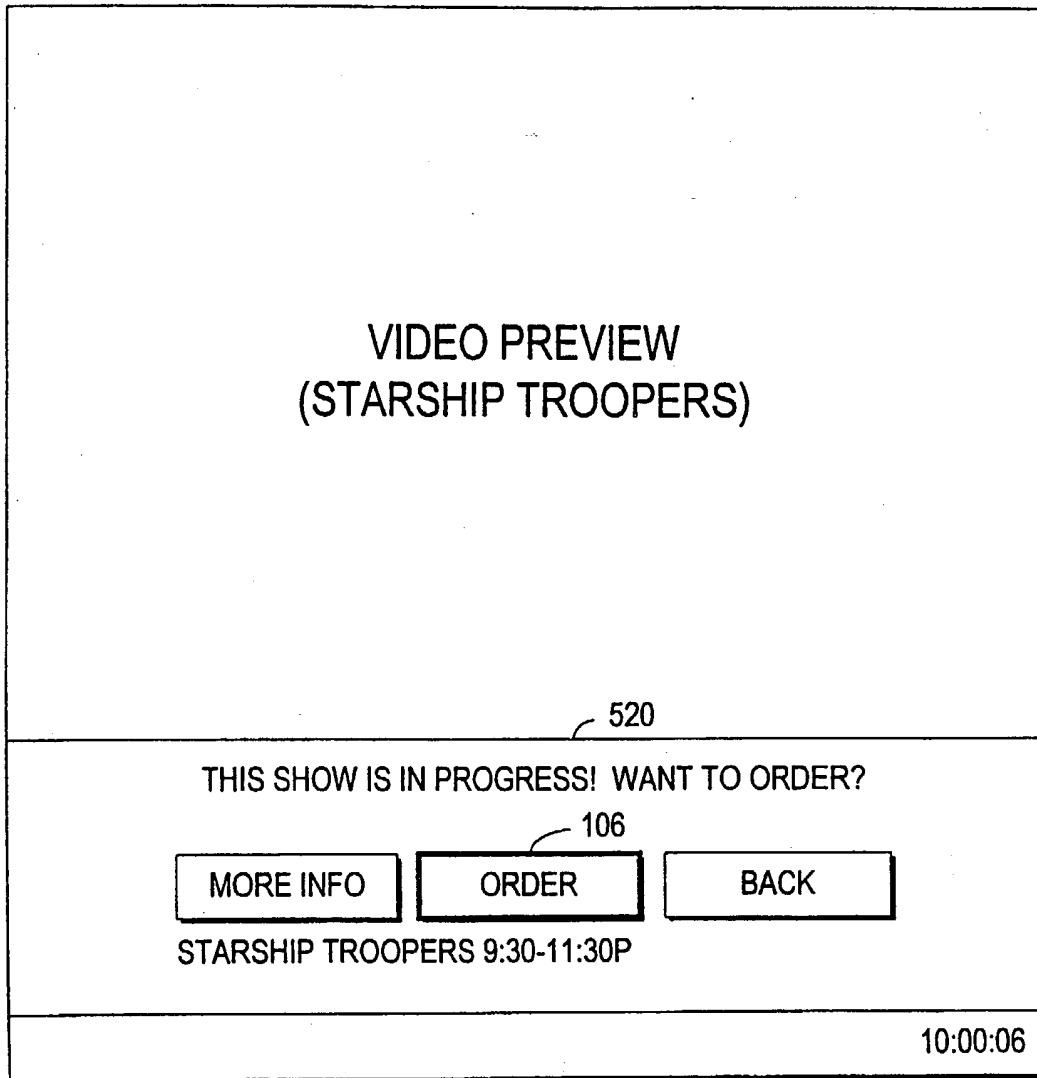 VIDEO PREVIEW
(STARSHIP TROOPERS)
520
THIS SHOW IS IN PROGRESS! WANT TO ORDER?
106
MORE INFO
ORDER
BACK
STARSHIP TROOPERS 9:30-11:30P
10:00:06